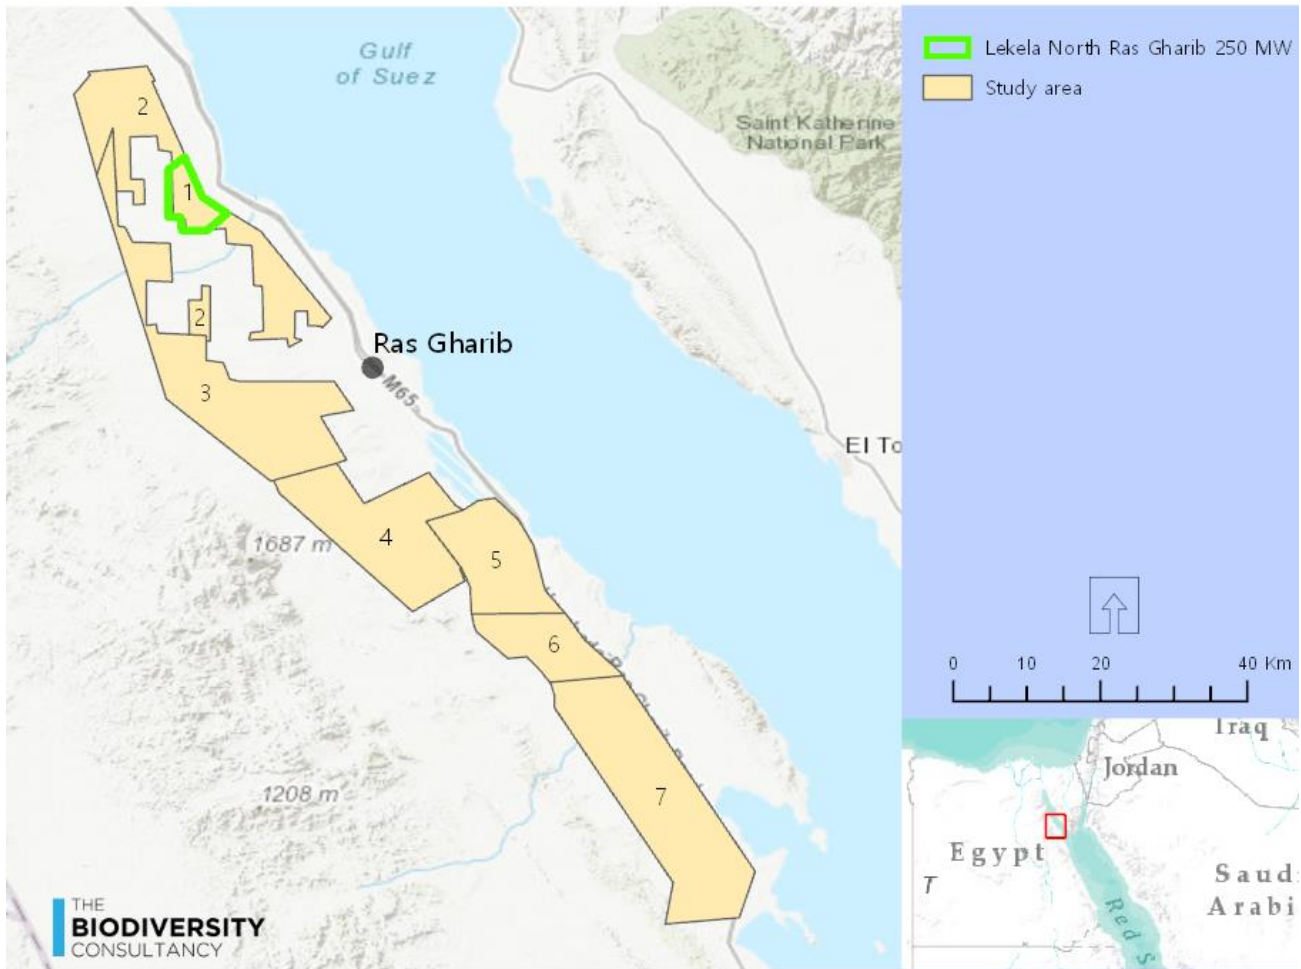 Gulf
of Suez
Saint Katherine
National Park
2
1
2
Ras Gharib
M65
3
El To
4
1687 m
5
6
7
1208 m
THE
BIODIVERSITY
CONSULTANCY
Lekela North Ras Gharib 250 MW
Study area
0 10 20 40 Km
Iraq
Jordan
Egypt
Saud
Arabi
Red S